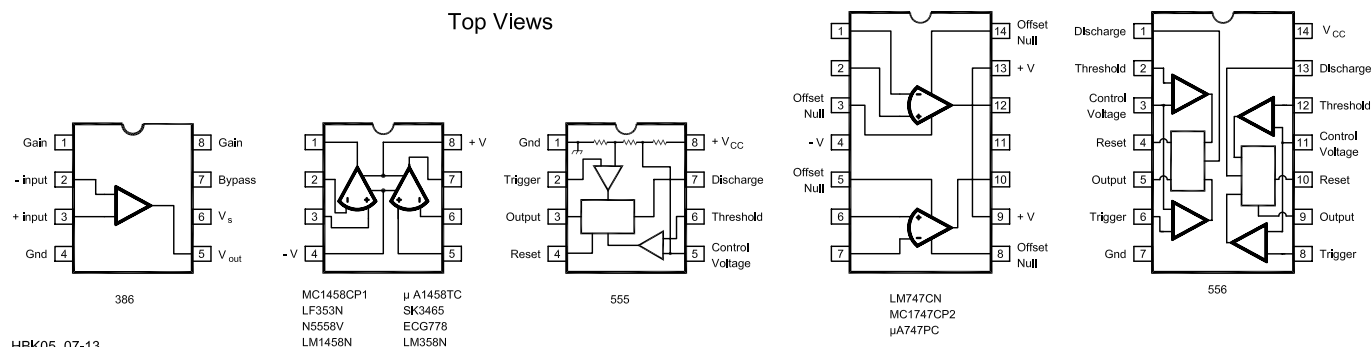 Top Views
Gain 1 8 Gain
- input 2 7 Bypass
+ input 3 6 Vs
Gnd 4 5 Vout
386
1 8 + V
2 7
3 6
- V 4 5
MC1458CP1 μ A1458TC
LF353N SK3465
N5558V ECG778
LM1458N LM358N
Gnd 1 8 + VCC
Trigger 2 7 Discharge
Output 3 6 Threshold
Reset 4 5 Control Voltage
555
1 14 Offset Null
2 13 + V
Offset Null 3 12
- V 4 11
Offset Null 5 10
6 9 + V
7 8 Offset Null
LM747CN
MC1747CP2
μA747PC
Discharge 1 14 VCC
Threshold 2 13 Discharge
Control Voltage 3 12 Threshold
Reset 4 11 Control Voltage
Output 5 10 Reset
Trigger 6 9 Output
Gnd 7 8 Trigger
556
HBK05_07-13